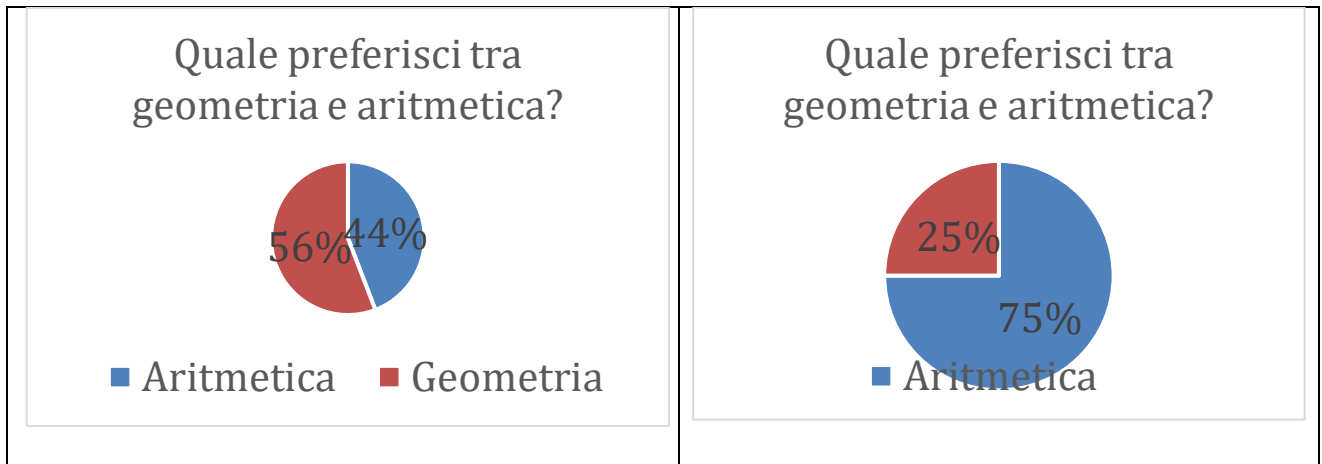 Quale preferisci tra
geometria e aritmetica?
56% 44%
Aritmetica Geometria
Quale preferisci tra
geometria e aritmetica?
25%
75%
Aritmetica